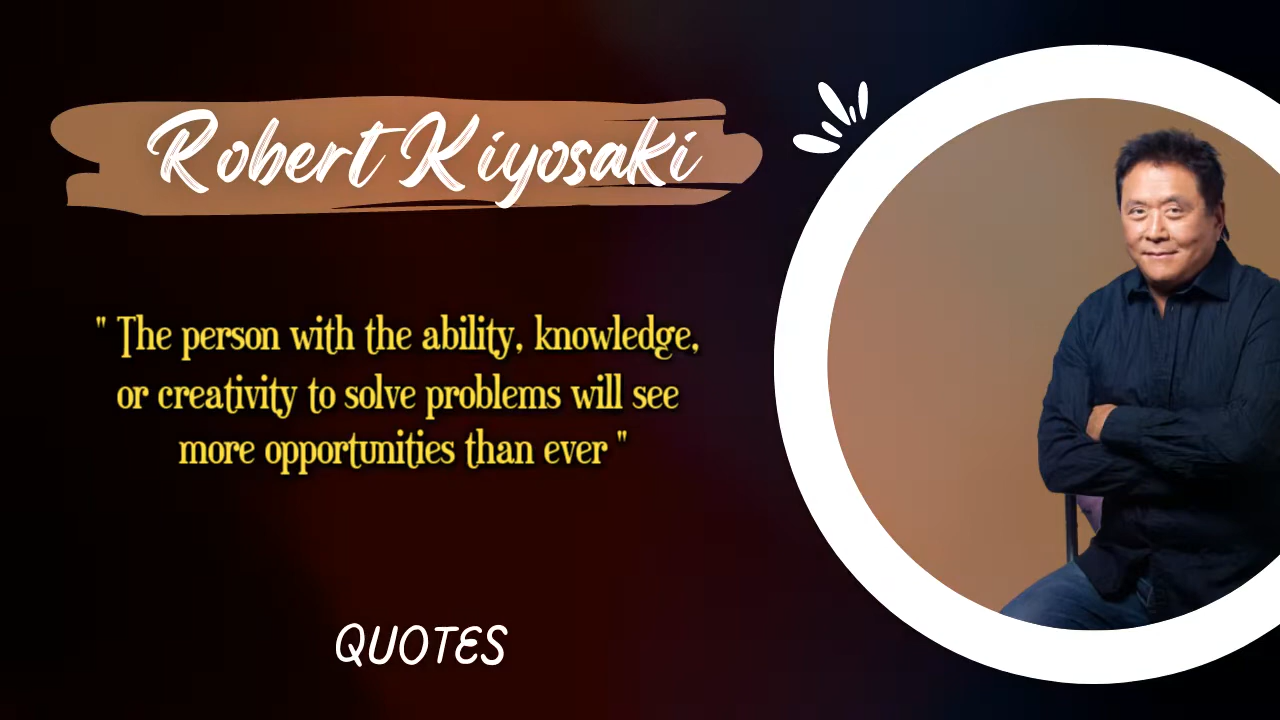 Robert Kiyosaki
" The person with the ability, knowledge,
or creativity to solve problems will see
more opportunities than ever "
QUOTES